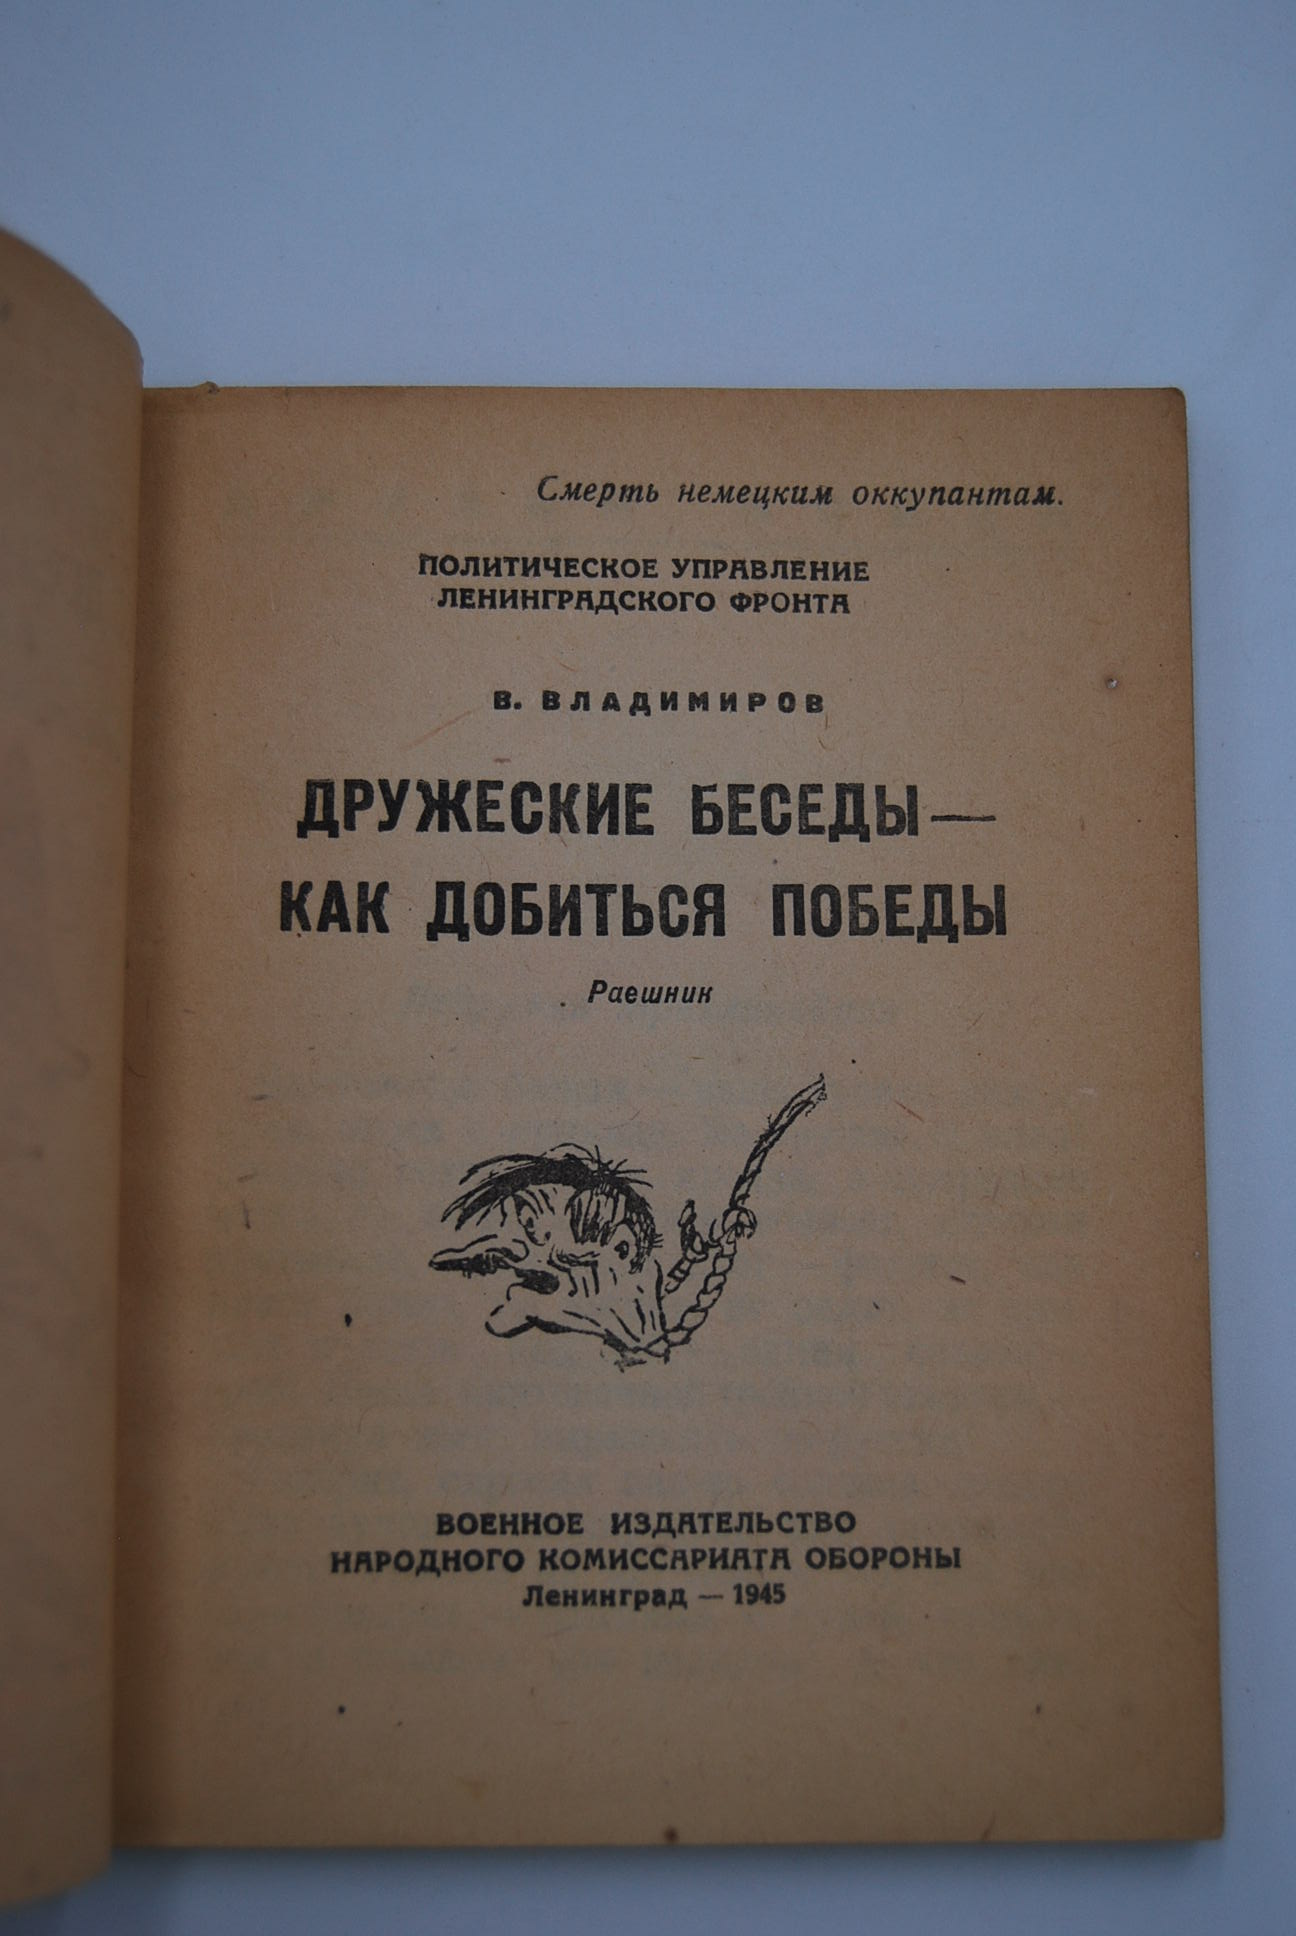 Смерть немецким оккупантам.
ПОЛИТИЧЕСКОЕ УПРАВЛЕНИЕ
ЛЕНИНГРАДСКОГО ФРОНТА
В. ВЛАДИМИРОВ
ДРУЖЕСКИЕ БЕСЕДЫ —
КАК ДОБИТЬСЯ ПОБЕДЫ
Раешник
ВОЕННОЕ ИЗДАТЕЛЬСТВО
НАРОДНОГО КОМИССАРИАТА ОБОРОНЫ
Ленинград — 1945